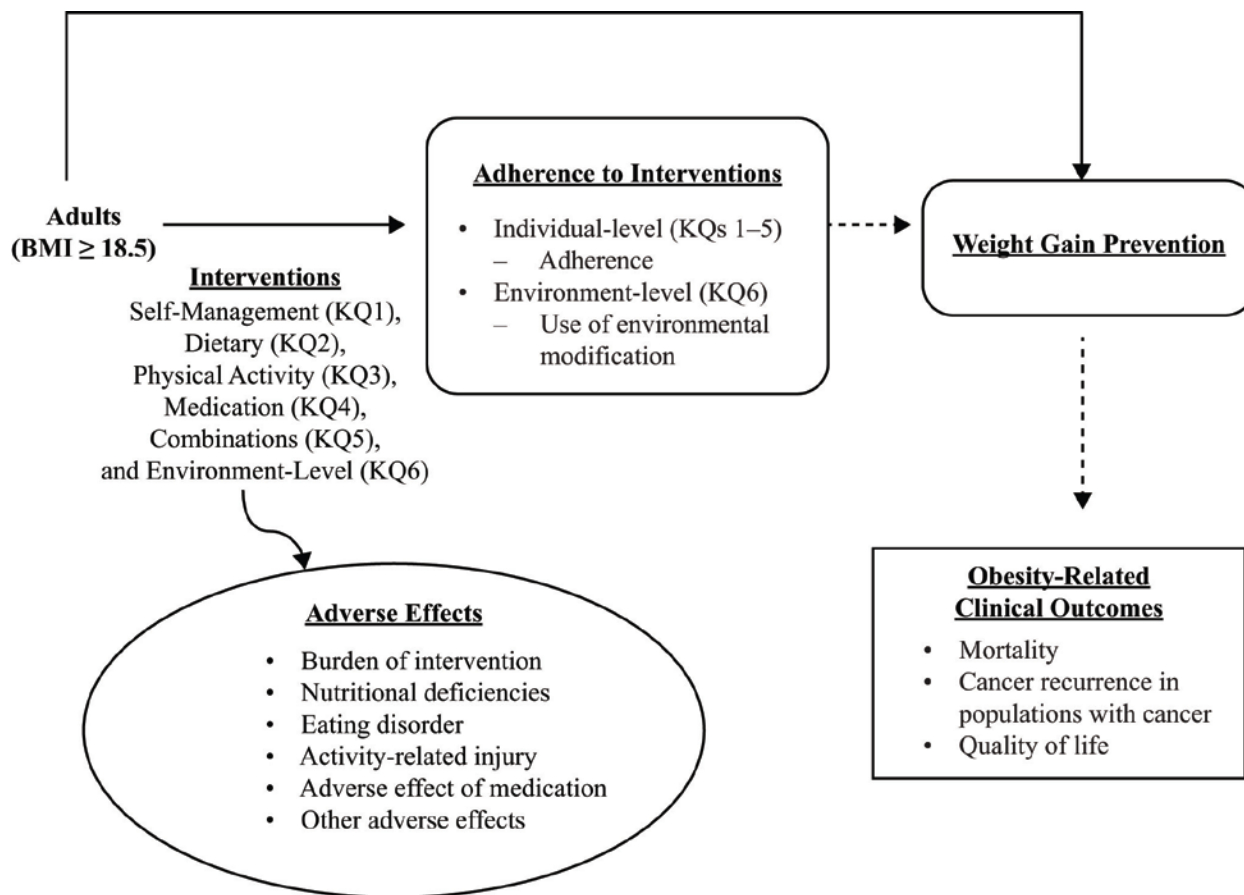 Adults
(BMI ≥ 18.5)
Interventions
Self-Management (KQ1),
Dietary (KQ2),
Physical Activity (KQ3),
Medication (KQ4),
Combinations (KQ5),
and Environment-Level (KQ6)
Adherence to Interventions
• Individual-level (KQs 1–5)
– Adherence
• Environment-level (KQ6)
– Use of environmental
modification
Weight Gain Prevention
Adverse Effects
• Burden of intervention
• Nutritional deficiencies
• Eating disorder
• Activity-related injury
• Adverse effect of medication
• Other adverse effects
Obesity-Related
Clinical Outcomes
• Mortality
• Cancer recurrence in
populations with cancer
• Quality of life